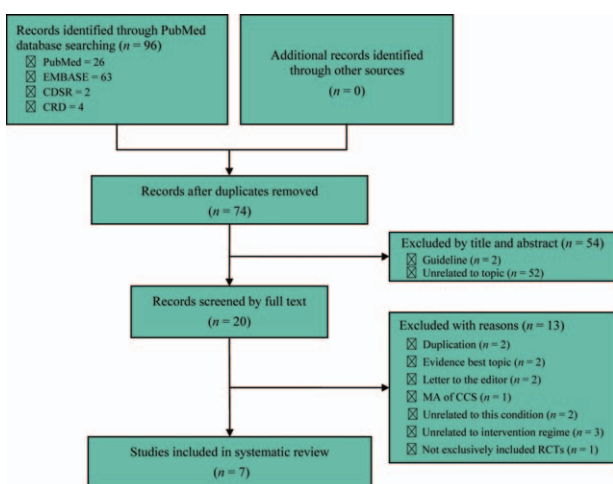 Records identified through PubMed
database searching (n = 96)
☒ PubMed = 26
☒ EMBASE = 63
☒ CDSR = 2
☒ CRD = 4
Additional records identified
through other sources
(n = 0)
Records after duplicates removed
(n = 74)
Excluded by title and abstract (n = 54)
☒ Guideline (n = 2)
☒ Unrelated to topic (n = 52)
Records screened by full text
(n = 20)
Excluded with reasons (n = 13)
☒ Duplication (n = 2)
☒ Evidence best topic (n = 2)
☒ Letter to the editor (n = 2)
☒ MA of CCS (n = 1)
☒ Unrelated to this condition (n = 2)
☒ Unrelated to intervention regime (n = 3)
☒ Not exclusively included RCTs (n = 1)
Studies included in systematic review
(n = 7)